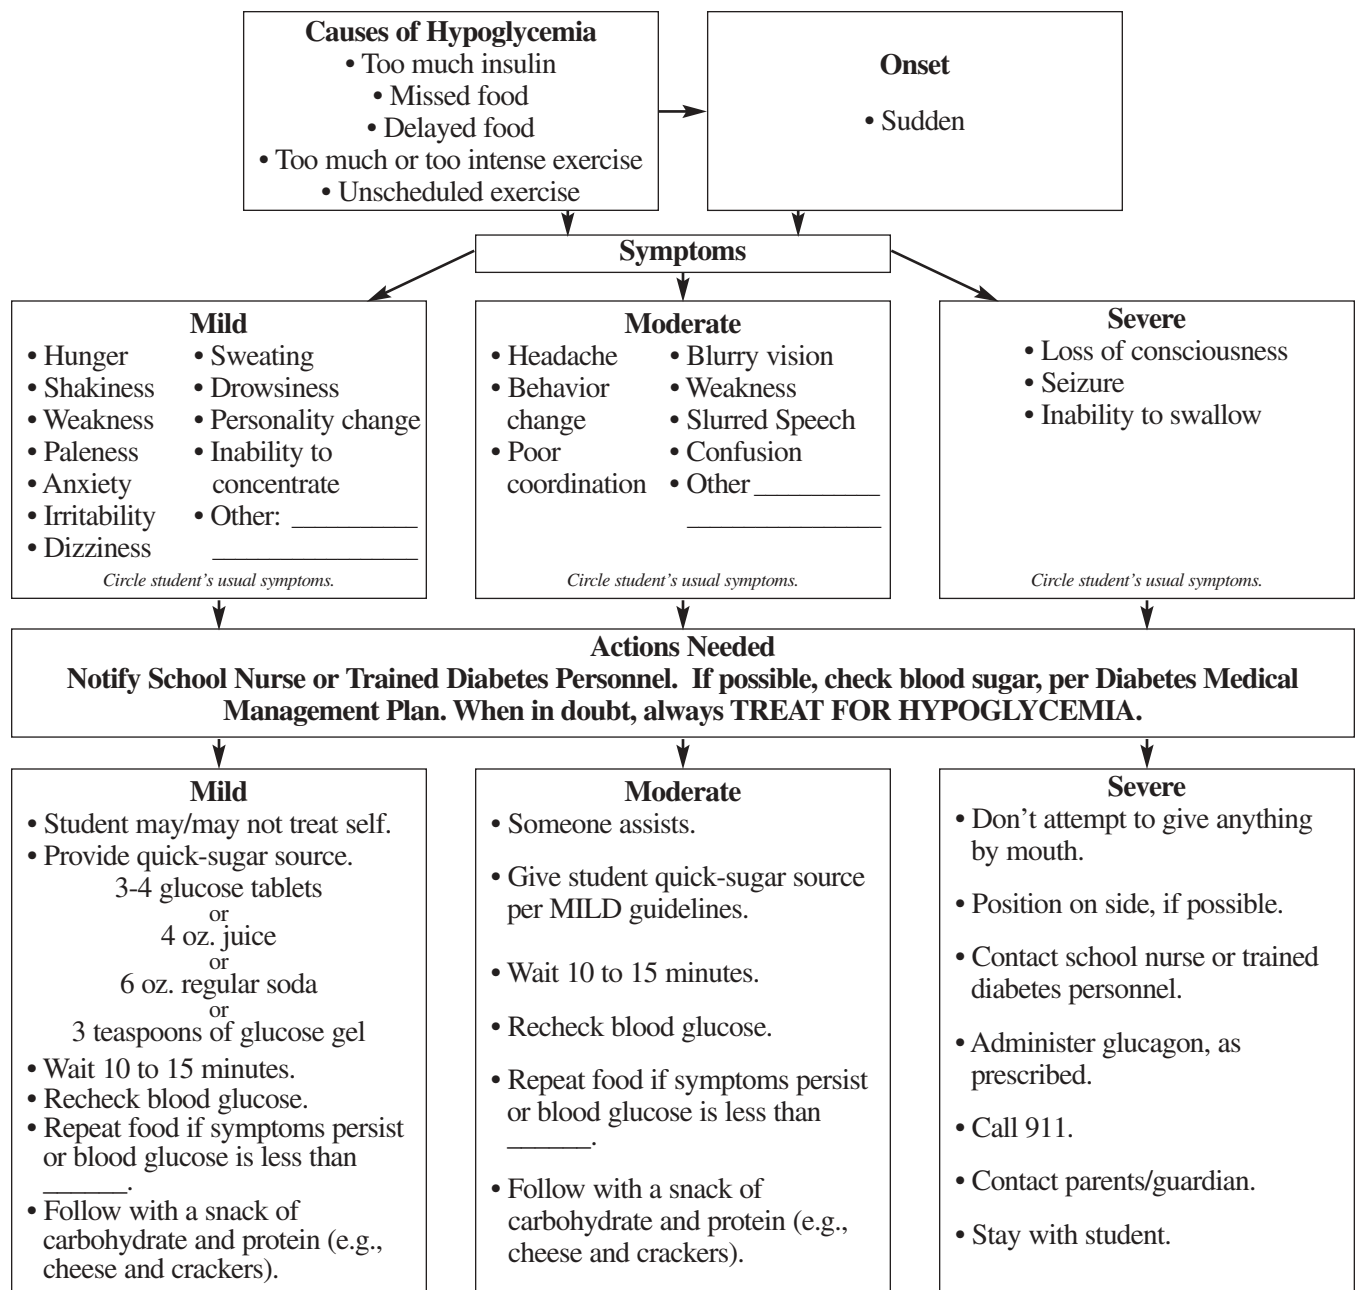 Causes of Hypoglycemia
• Too much insulin
• Missed food
• Delayed food
• Too much or too intense exercise
• Unscheduled exercise
Onset
• Sudden
Symptoms
Mild
• Hunger
• Shakiness
• Weakness
• Paleness
• Anxiety
• Irritability
• Dizziness
• Sweating
• Drowsiness
• Personality change
• Inability to
concentrate
• Other: __________
_________________
Circle student’s usual symptoms.
Moderate
• Headache
• Behavior
change
• Poor
coordination
• Blurry vision
• Weakness
• Slurred Speech
• Confusion
• Other __________
________________
Circle student’s usual symptoms.
Severe
• Loss of consciousness
• Seizure
• Inability to swallow
Circle student’s usual symptoms.
Actions Needed
Notify School Nurse or Trained Diabetes Personnel. If possible, check blood sugar, per Diabetes Medical
Management Plan. When in doubt, always TREAT FOR HYPOGLYCEMIA.
Mild
• Student may/may not treat self.
• Provide quick-sugar source.
3-4 glucose tablets
or
4 oz. juice
or
6 oz. regular soda
or
3 teaspoons of glucose gel
• Wait 10 to 15 minutes.
• Recheck blood glucose.
• Repeat food if symptoms persist
or blood glucose is less than
______.
• Follow with a snack of
carbohydrate and protein (e.g.,
cheese and crackers).
Moderate
• Someone assists.
• Give student quick-sugar source
per MILD guidelines.
• Wait 10 to 15 minutes.
• Recheck blood glucose.
• Repeat food if symptoms persist
or blood glucose is less than
______.
• Follow with a snack of
carbohydrate and protein (e.g.,
cheese and crackers).
Severe
• Don’t attempt to give anything
by mouth.
• Position on side, if possible.
• Contact school nurse or trained
diabetes personnel.
• Administer glucagon, as
prescribed.
• Call 911.
• Contact parents/guardian.
• Stay with student.